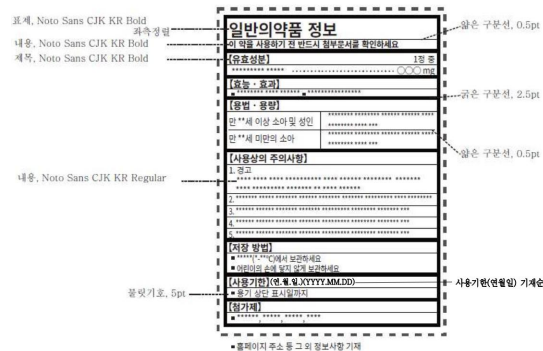 표제, Noto Sans CJK KR Bold
좌측정렬
내용, Noto Sans CJK KR Bold
제목, Noto Sans CJK KR Bold
일반의약품 정보
얇은 구분선, 0.5pt
이 약을 사용하기 전 반드시 첨부문서를 확인하세요
【유효성분】 1정 중
********* ***** ································ ○○○ mg
【효능·효과】
굵은 구분선, 2.5pt
■ ******** **** ****** ■ ****************
【용법·용량】
만 **세 이상 소아 및 성인
******** ******* ******* ****** **** ***
********* **** ***
만 **세 미만의 소아
******** ******* ******* ****** **** ***
********* **** ***
얇은 구분선, 0.5pt
【사용상의 주의사항】
1. 경고
내용, Noto Sans CJK KR Regular
**** *** **** ********* **** ***** ******* *******
**** ********* ******* ** **** ******
2. ****** ******* ******* ******* ******** ******* **********
3. ****** ******* ******* ******* ******* ******* ***
4. ****** ******* ******* ******* ******* ******* ***
5. ****** ******* ******* ******* ******* ******* ***
【저장 방법】
■ *****(*-***℃)에서 보관하세요
■ 어린이의 손에 닿지 않게 보관하세요
【사용기한】(연.월.일.)(YYYY.MM.DD)
사용기한(연월일) 기재순
글릿기호, 5pt
■ 용기 상단 표시일까지
【첨가제】
■ ******, *****, *****, ****
■ 홈페이지 주소 등 그 외 정보사항 기재